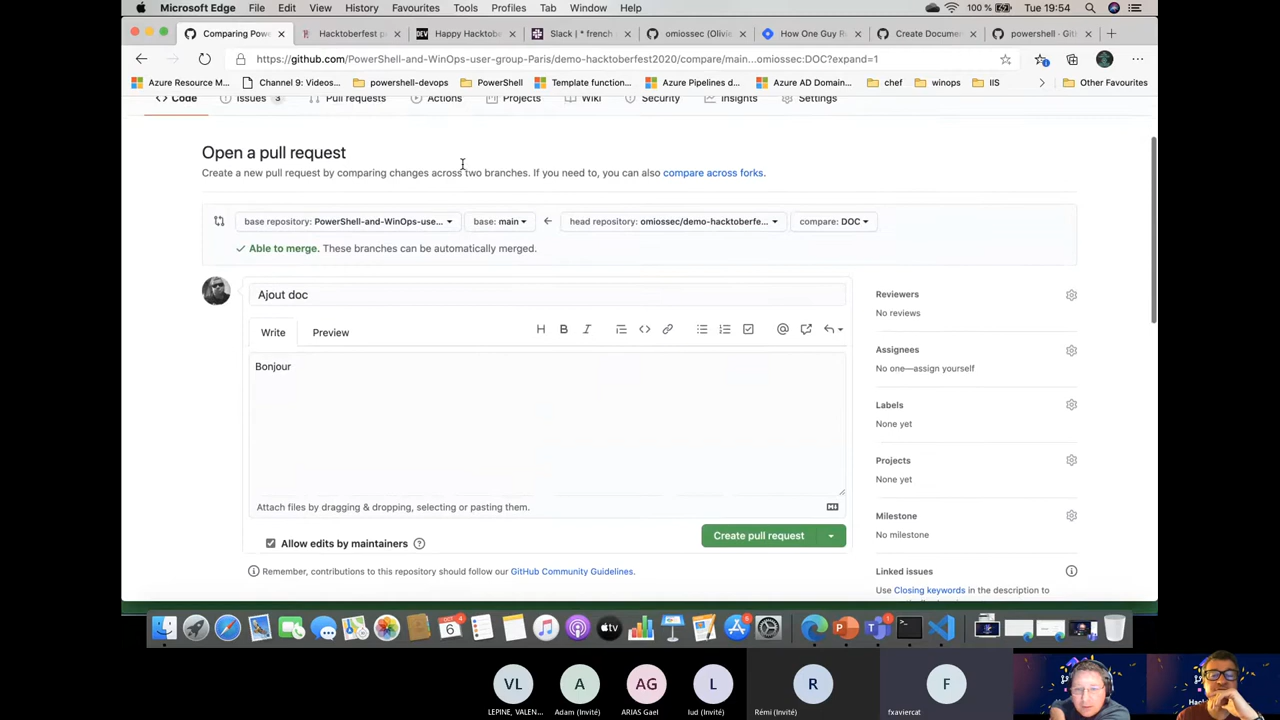 Microsoft Edge File Edit View History Favourites Tools Profiles Tab Window Help 100 % Tue 19:54
Comparing Pow Hacktoberfest p Happy Hacktob Slack | * french omiossec (Olivie How One Guy Re Create Documen powershell - Git
https://github.com/PowerShell-and-WinOps-user-group-Paris/demo-hacktoberfest2020/compare/main...omiossec:DOC?expand=1
Azure Resource M... Channel 9: Videos... powershell-devops PowerShell Template function... Azure Pipelines d... Azure AD Domain... chef winops IIS Other Favourites
Code Issues 3 Pull requests Actions Projects Wiki Security Insights Settings
Open a pull request
Create a new pull request by comparing changes across two branches. If you need to, you can also compare across forks.
base repository: PowerShell-and-WinOps-use... base: main head repository: omiossec/demo-hacktoberfe... compare: DOC
Able to merge. These branches can be automatically merged.
Ajout doc
Write Preview
Bonjour
Attach files by dragging & dropping, selecting or pasting them.
Allow edits by maintainers
Create pull request
Remember, contributions to this repository should follow our GitHub Community Guidelines.
Reviewers
No reviews
Assignees
No one—assign yourself
Labels
None yet
Projects
None yet
Milestone
No milestone
Linked issues
Use Closing keywords in the description to
VL A AG L R F
LEPINE, VALEN... Adam (Invité) ARIAS Gael lud (Invité) Rémi (Invité) fxaviercat